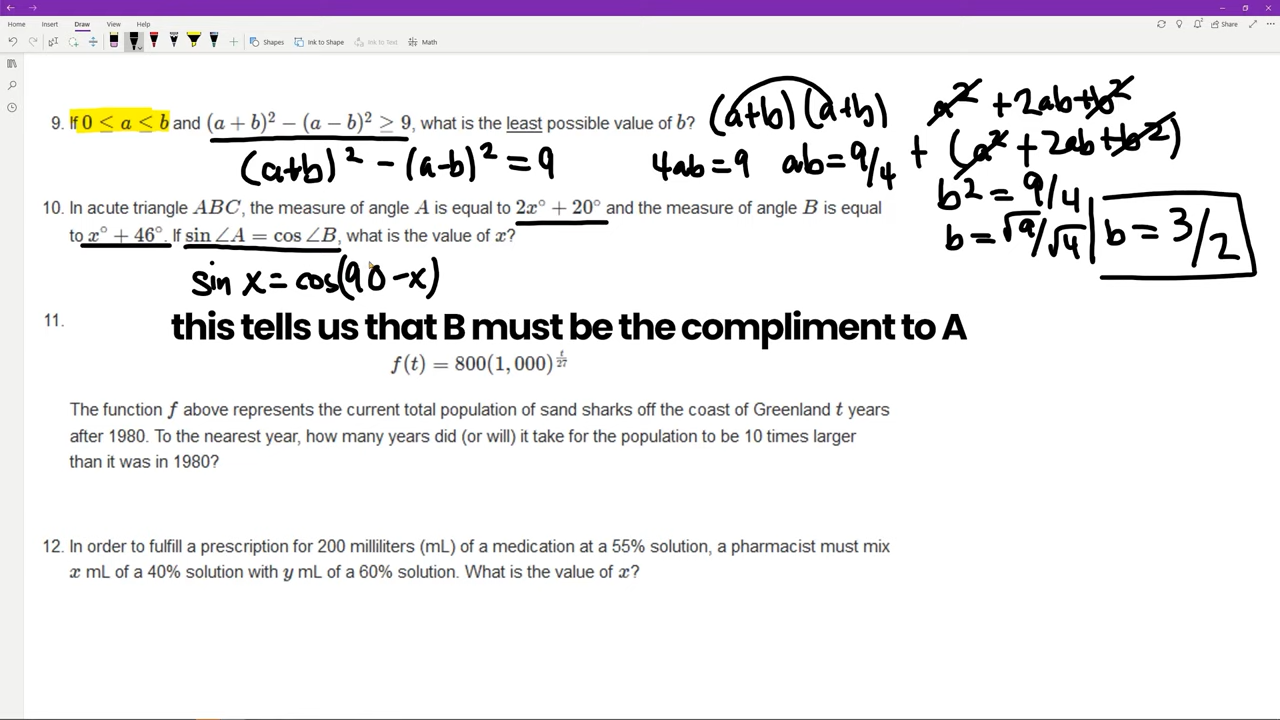 Home Insert Draw View Help Share
Shapes Ink to Shape Ink to Text Math
9. If 0 ≤ a ≤ b and (a + b)² − (a − b)² ≥ 9, what is the least possible value of b?
(a+b)² − (a−b)² = 9
4ab = 9 ab = 9/4
(a+b)(a+b)
a² + 2ab + b²
+ (a² + 2ab + b²)
b² = 9/4
b = √9/√4
b = 3/2
10. In acute triangle ABC, the measure of angle A is equal to 2x° + 20° and the measure of angle B is equal
to x° + 46°. If sin ∠A = cos ∠B, what is the value of x?
sin x = cos(90 − x)
this tells us that B must be the compliment to A
11.
f(t) = 800(1, 000)^(t/27)
The function f above represents the current total population of sand sharks off the coast of Greenland t years
after 1980. To the nearest year, how many years did (or will) it take for the population to be 10 times larger
than it was in 1980?
12. In order to fulfill a prescription for 200 milliliters (mL) of a medication at a 55% solution, a pharmacist must mix
x mL of a 40% solution with y mL of a 60% solution. What is the value of x?